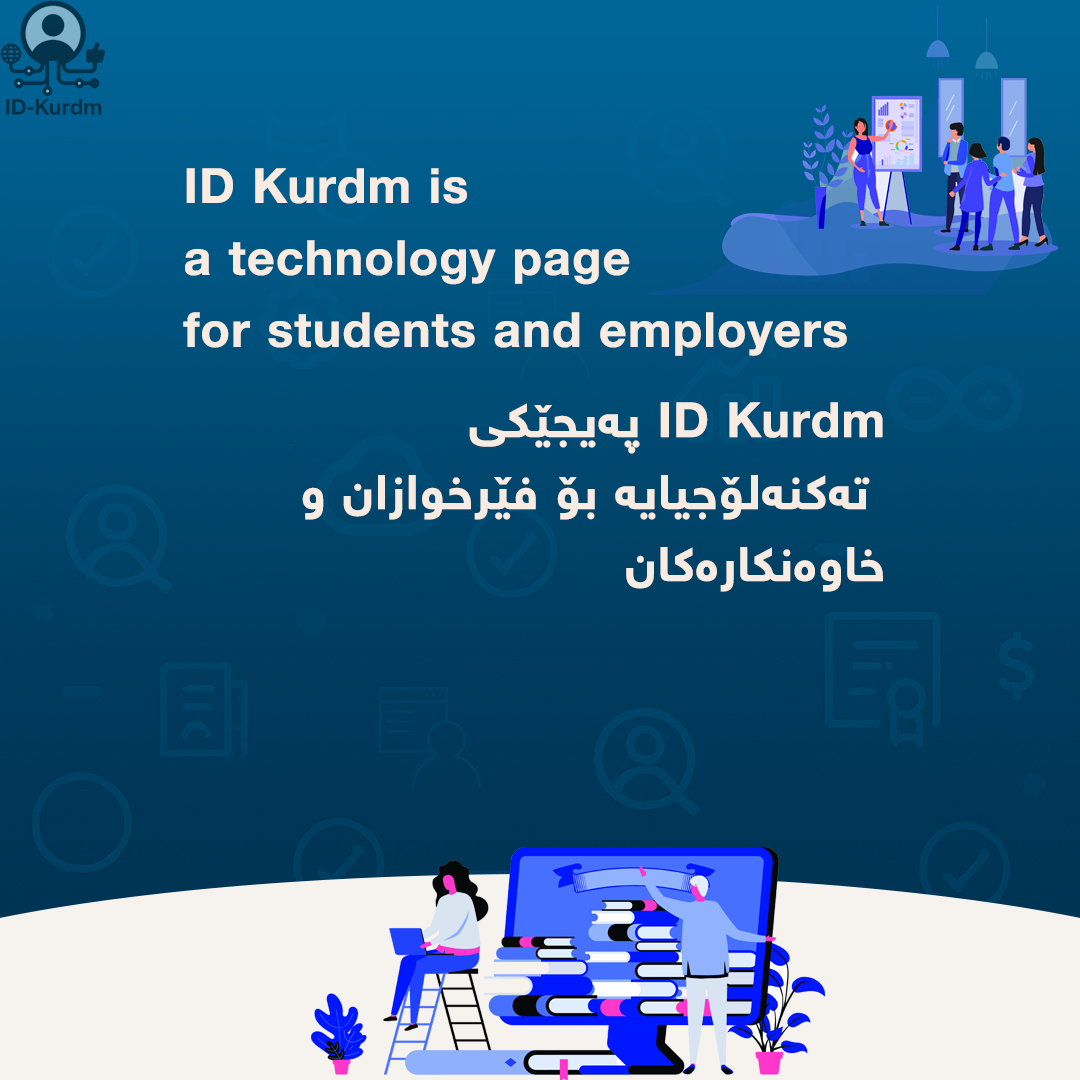 ID-Kurdm
ID Kurdm is
a technology page
for students and employers
ID Kurdm پەیجێکی
تەکنەلۆجیایە بۆ فێرخوازان و
خاوەنکارەکان